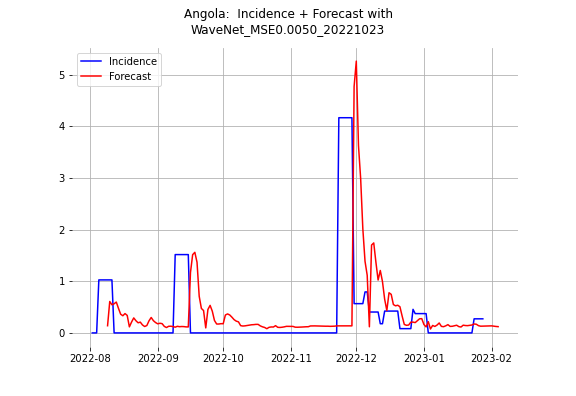 Angola:  Incidence + Forecast with
WaveNet_MSE0.0050_20221023
Incidence
Forecast
5
4
3
2
1
0
2022-08 2022-09 2022-10 2022-11 2022-12 2023-01 2023-02